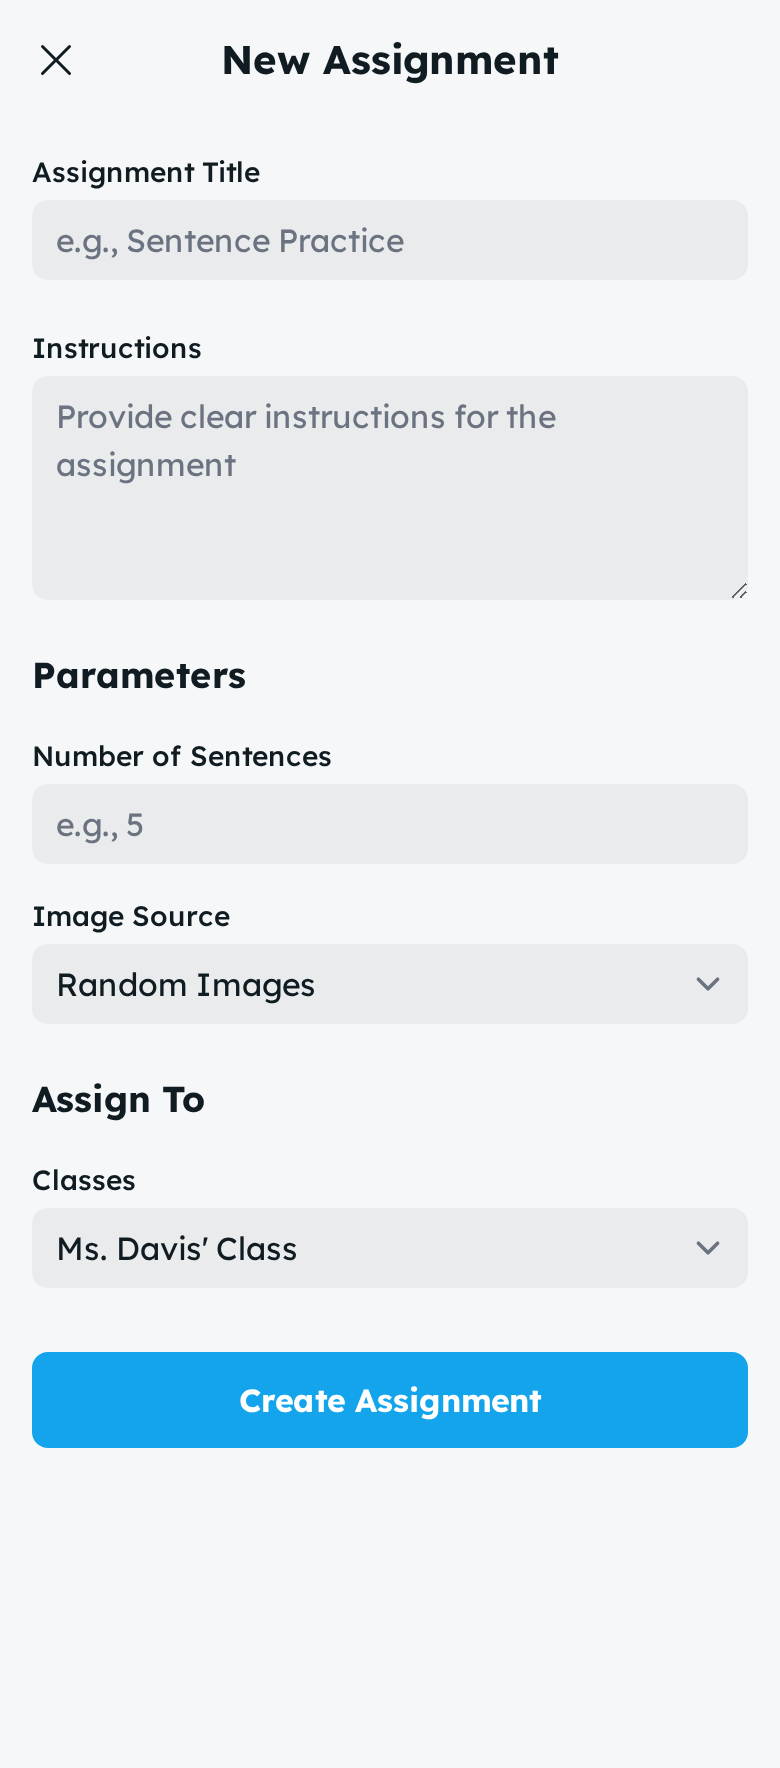 New Assignment
Assignment Title
e.g., Sentence Practice
Instructions
Provide clear instructions for the
assignment
Parameters
Number of Sentences
e.g., 5
Image Source
Random Images
Assign To
Classes
Ms. Davis' Class
Create Assignment